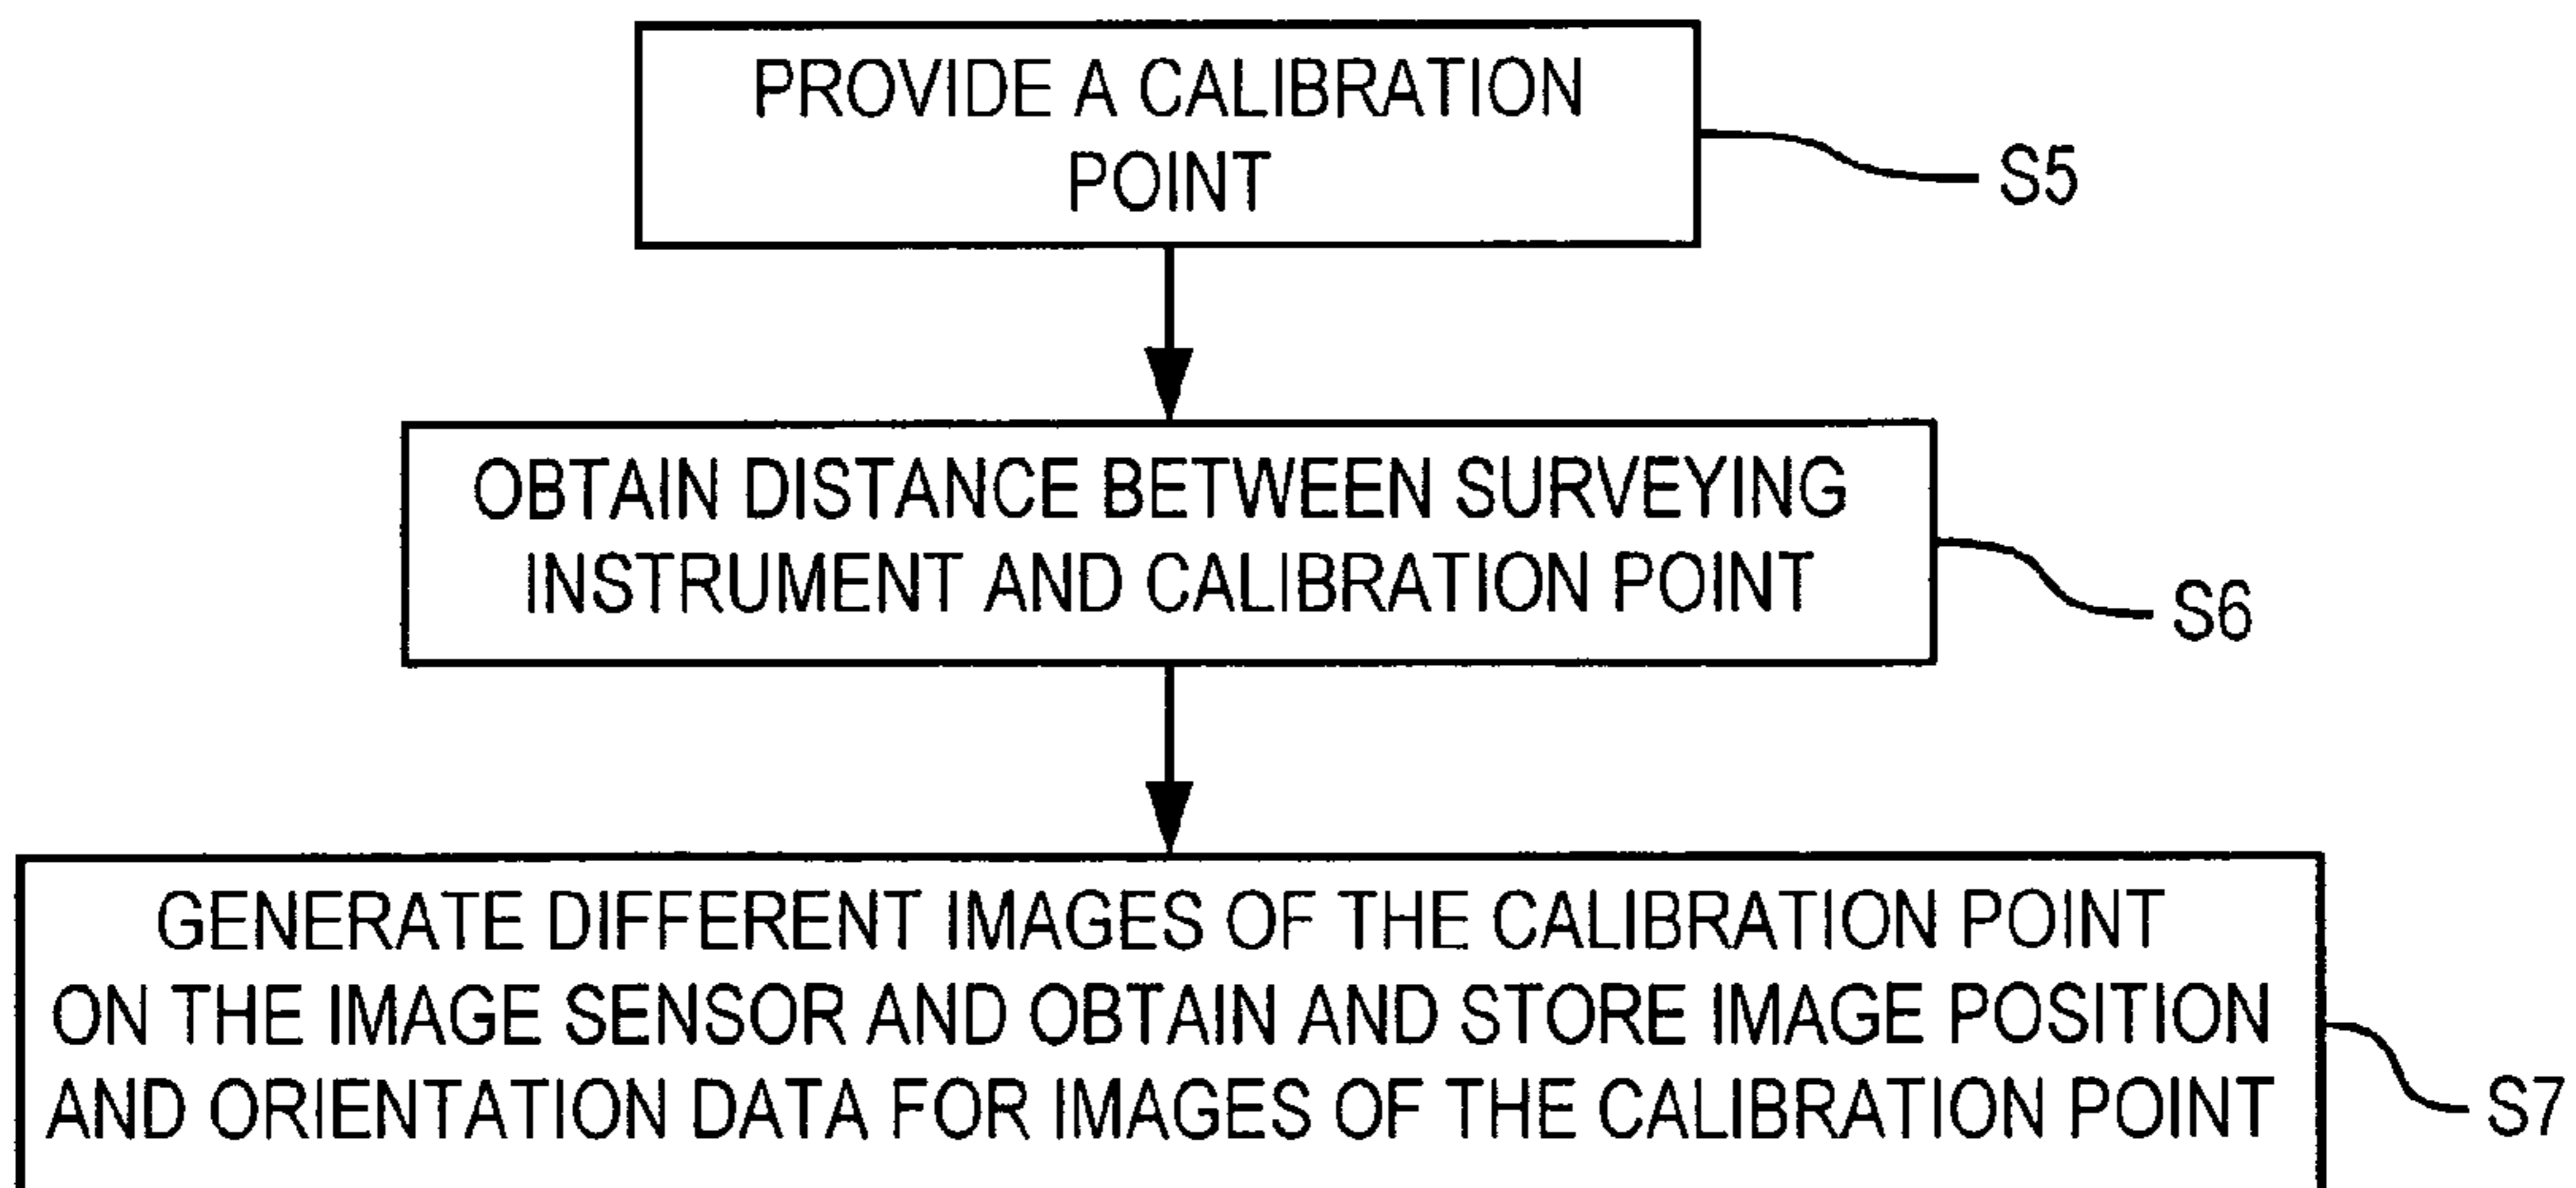 PROVIDE A CALIBRATION
POINT
S5
OBTAIN DISTANCE BETWEEN SURVEYING
INSTRUMENT AND CALIBRATION POINT
S6
GENERATE DIFFERENT IMAGES OF THE CALIBRATION POINT
ON THE IMAGE SENSOR AND OBTAIN AND STORE IMAGE POSITION
AND ORIENTATION DATA FOR IMAGES OF THE CALIBRATION POINT
S7